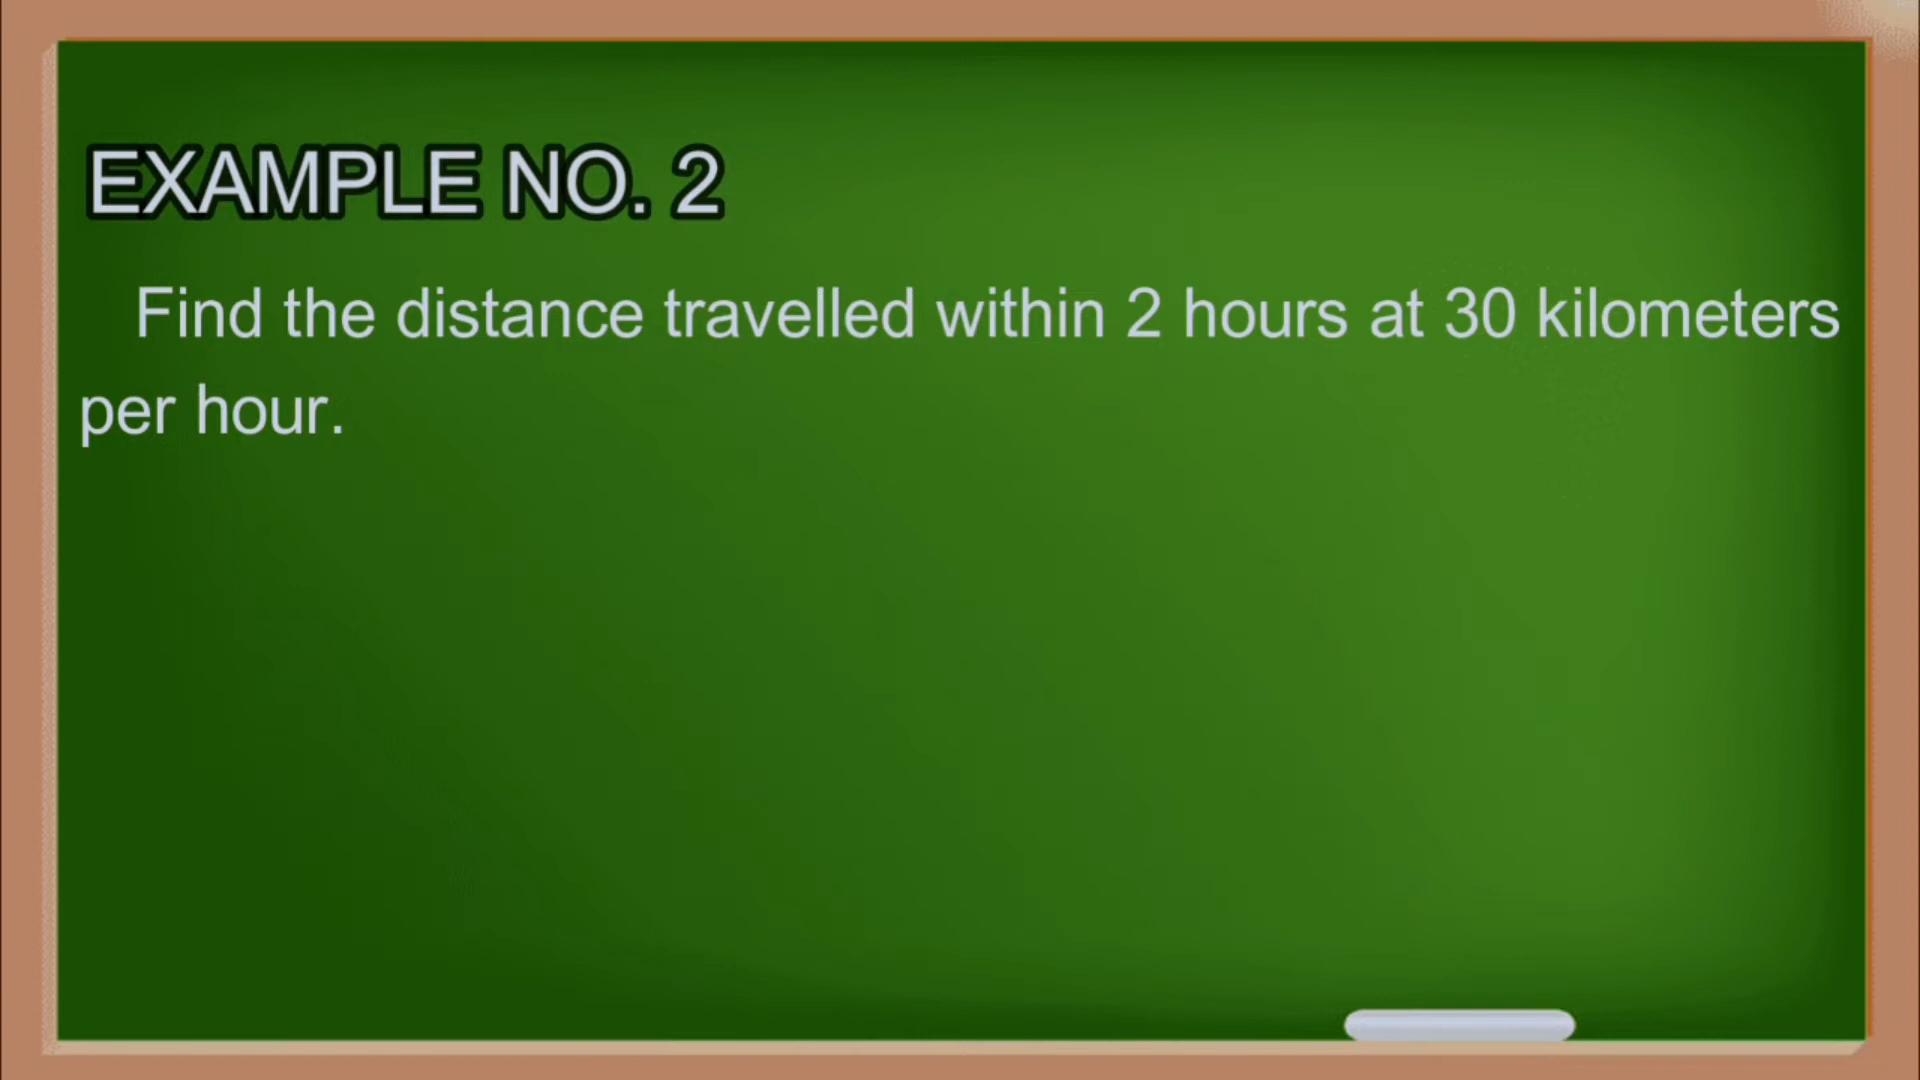 EXAMPLE NO. 2
Find the distance travelled within 2 hours at 30 kilometers
per hour.